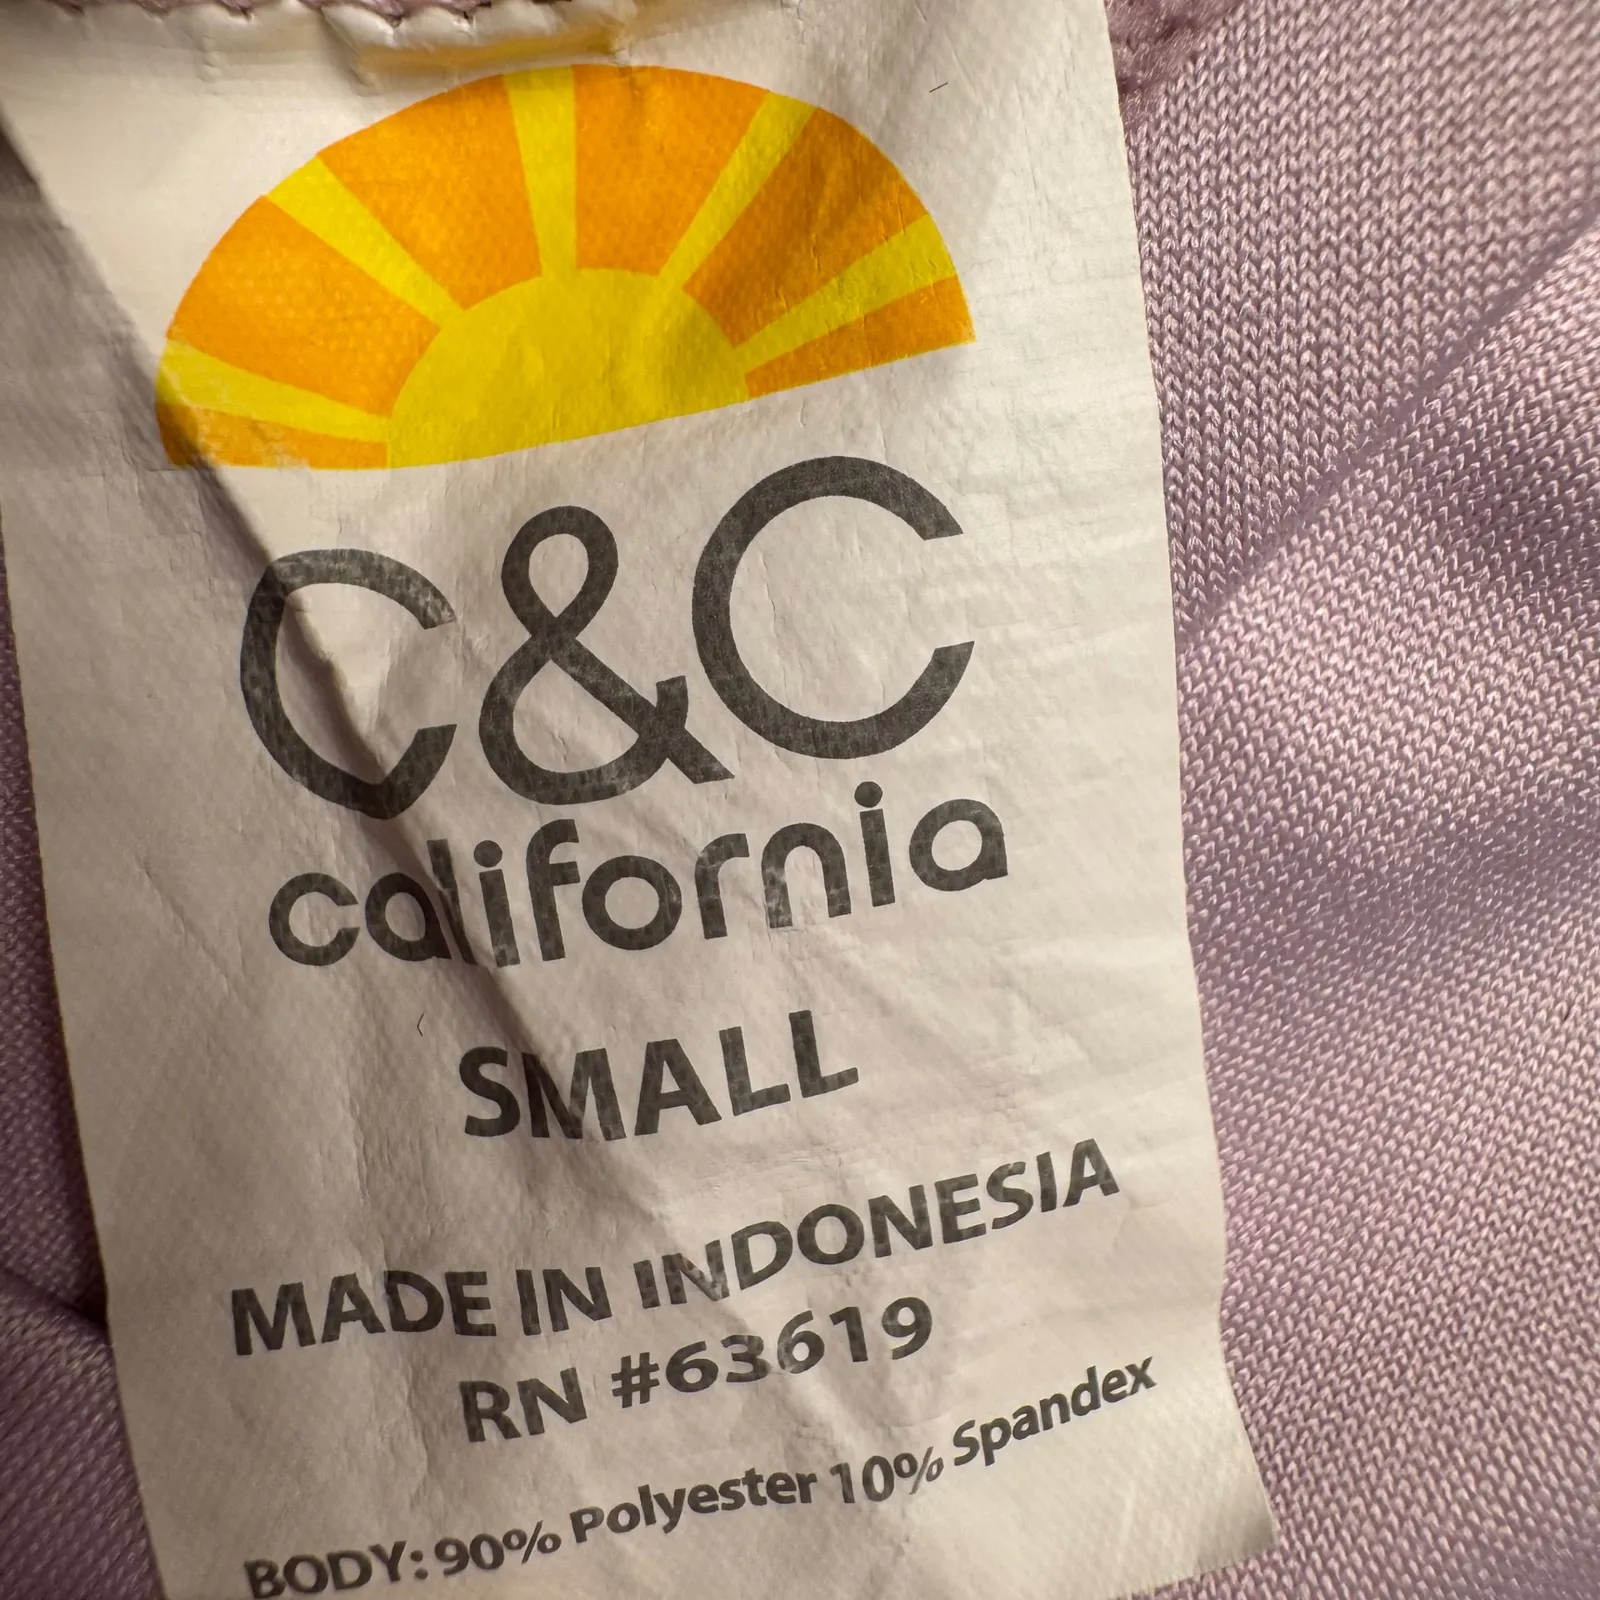 C&C
california
SMALL
MADE IN INDONESIA
RN #63619
BODY: 90% Polyester 10% Spandex